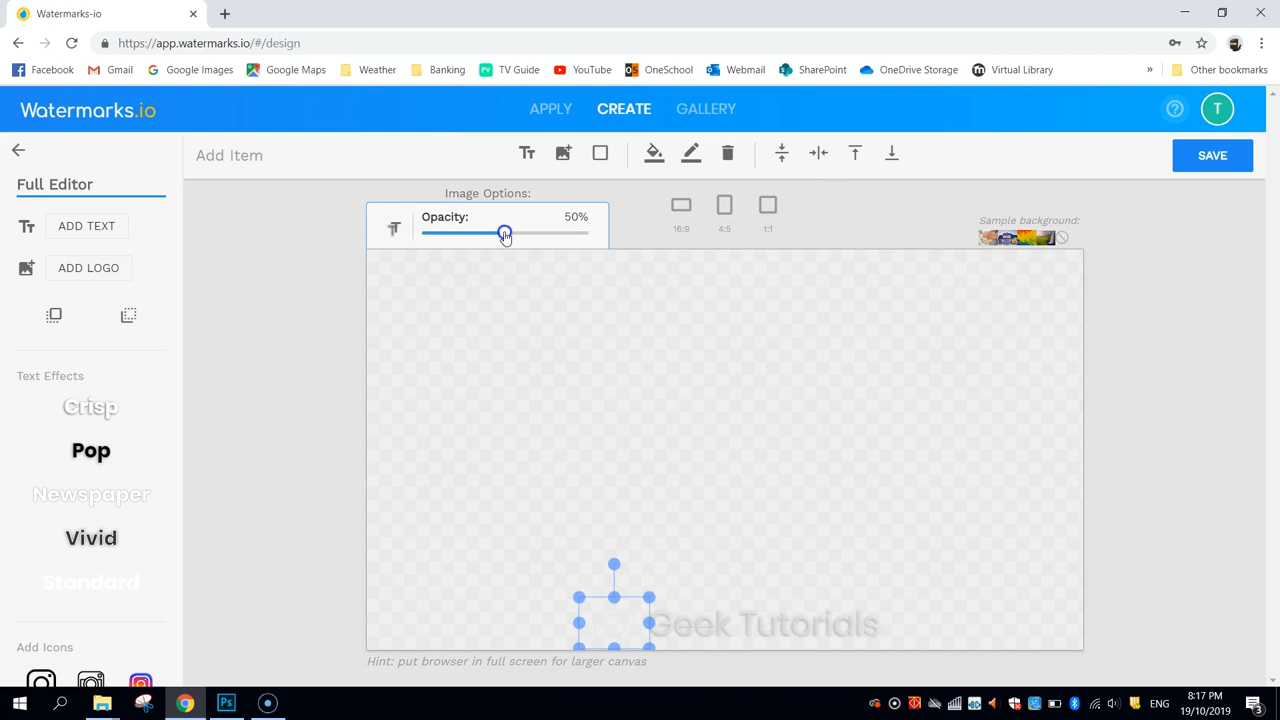 Watermarks-io
https://app.watermarks.io/#/design
Facebook Gmail Google Images Google Maps Weather Banking TV Guide YouTube OneSchool Webmail SharePoint OneDrive Storage Virtual Library » Other bookmarks
Watermarks.io APPLY CREATE GALLERY ? T
Add Item SAVE
Full Editor
ADD TEXT
ADD LOGO
Image Options:
Opacity: 50%
16:9 4:5 1:1
Sample background:
Text Effects
Crisp
Pop
Newspaper
Vivid
Standard
Add Icons
Geek Tutorials
Hint: put browser in full screen for larger canvas
Ps ENG 8:17 PM
19/10/2019 3